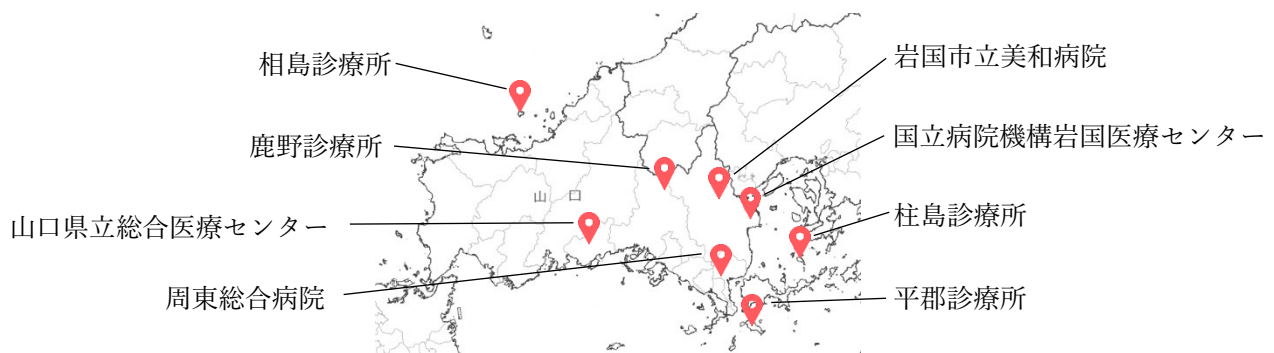 相島診療所
鹿野診療所
山口県立総合医療センター
周東総合病院
山口
岩国市立美和病院
国立病院機構岩国医療センター
柱島診療所
平郡診療所